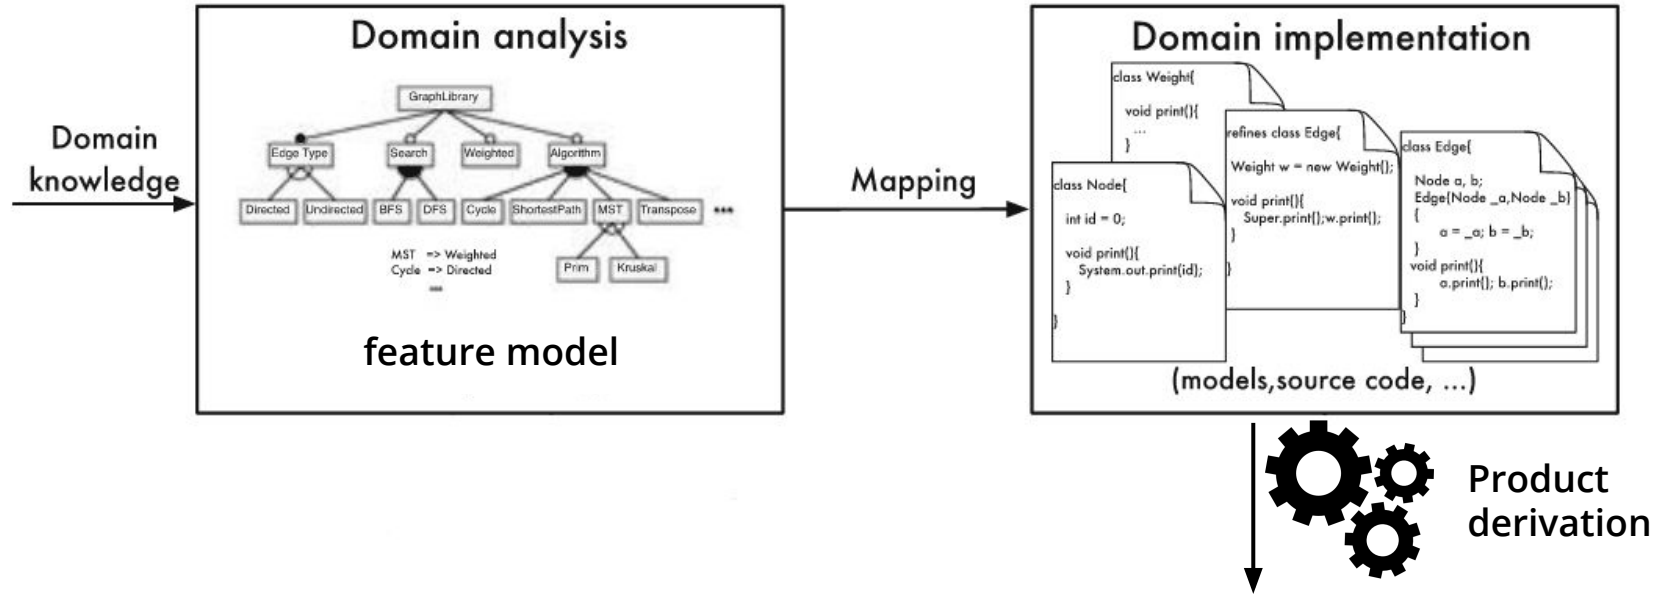 Domain
knowledge
Domain analysis
GraphLibrary
Edge Type Search Weighted Algorithm
Directed Undirected BFS DFS Cycle ShortestPath MST Transpose •••
MST => Weighted
Cycle => Directed
•••
Prim Kruskal
feature model
Mapping
Domain implementation
class Weight{
void print(){
...
}
refines class Edge{
Weight w = new Weight();
void print(){
Super.print();w.print();
}
}
class Edge{
Node a, b;
Edge(Node _a,Node _b)
{
a = _a; b = _b;
}
void print(){
a.print(); b.print();
}
}
class Node{
int id = 0;
void print(){
System.out.print(id);
}
}
(models,source code, ...)
Product
derivation